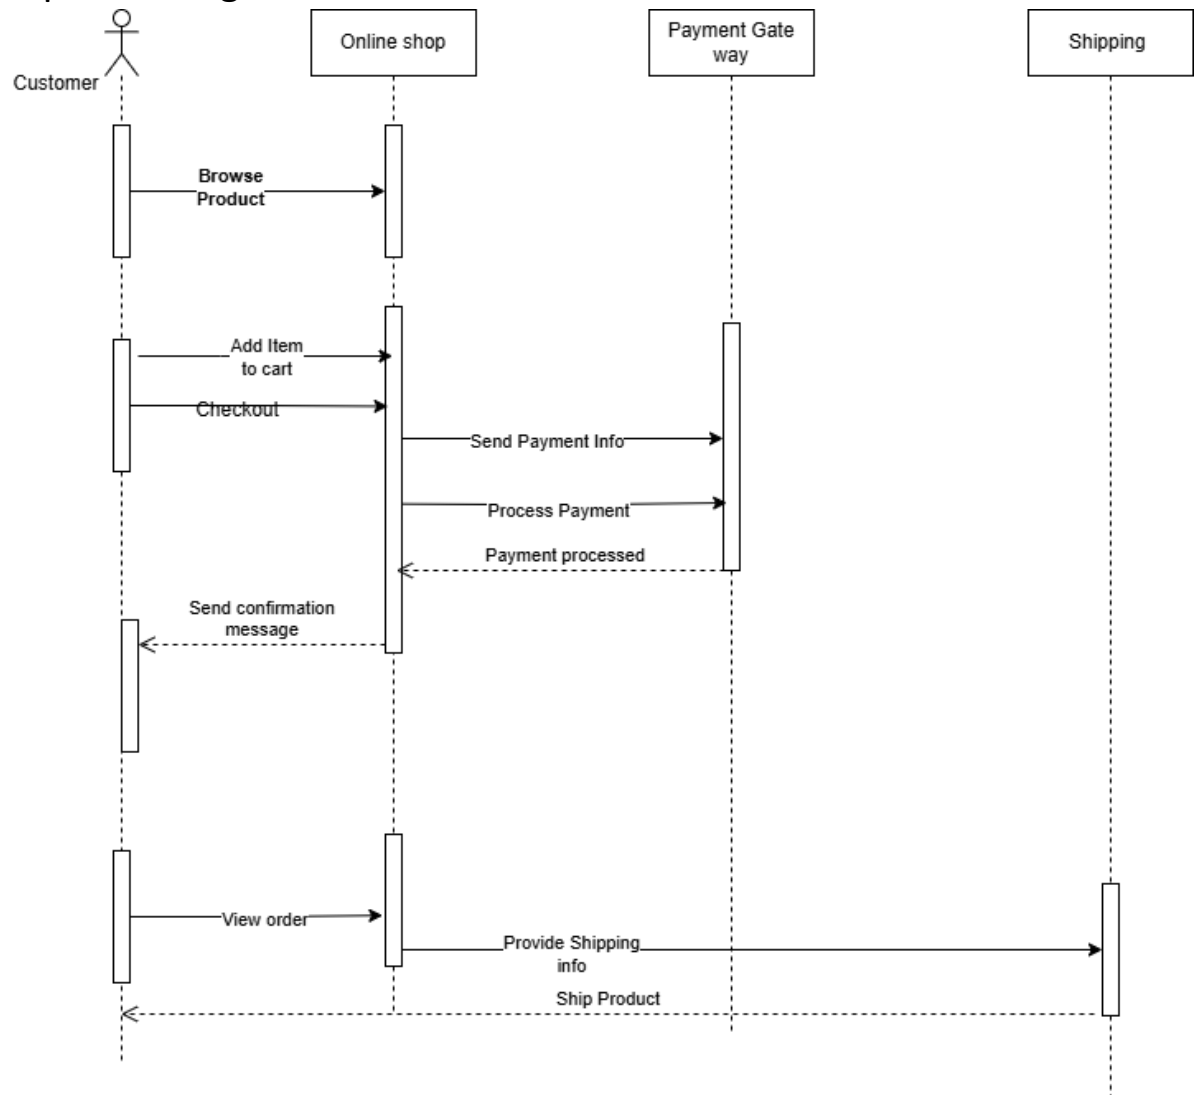 Customer
Online shop
Payment Gate
way
Shipping
Browse
Product
Add Item
to cart
Checkout
Send Payment Info
Process Payment
Payment processed
Send confirmation
message
View order
Provide Shipping
info
Ship Product